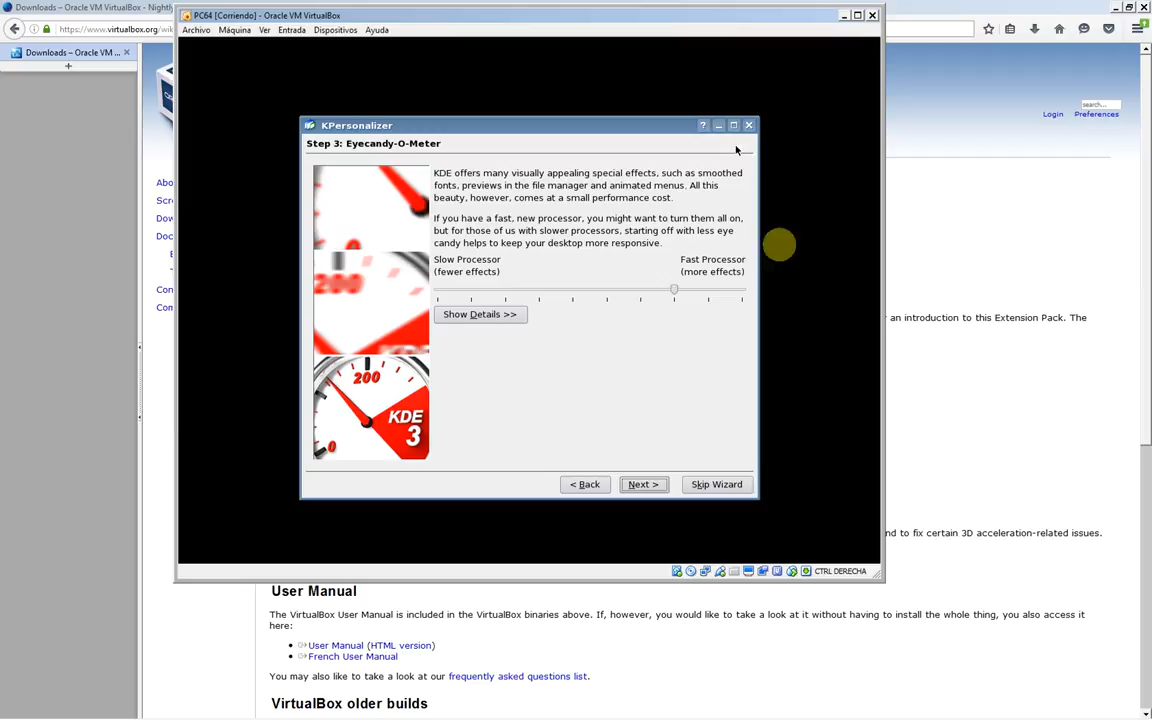 Downloads – Oracle VM VirtualBox - Nightly
PC64 [Corriendo] - Oracle VM VirtualBox
https://www.virtualbox.org/wik
Archivo Máquina Ver Entrada Dispositivos Ayuda
Downloads – Oracle VM ...
+
search...
Login Preferences
KPersonalizer
Step 3: Eyecandy-O-Meter
KDE offers many visually appealing special effects, such as smoothed
fonts, previews in the file manager and animated menus. All this
beauty, however, comes at a small performance cost.
If you have a fast, new processor, you might want to turn them all on,
but for those of us with slower processors, starting off with less eye
candy helps to keep your desktop more responsive.
Slow Processor
(fewer effects)
Fast Processor
(more effects)
Show Details >>
200
200
KDE
3
0
< Back Next > Skip Wizard
Abo
Scre
Dow
Doc
E
T
Con
Com
an introduction to this Extension Pack. The
nd to fix certain 3D acceleration-related issues.
CTRL DERECHA
User Manual
The VirtualBox User Manual is included in the VirtualBox binaries above. If, however, you would like to take a look at it without having to install the whole thing, you also access it
here:
User Manual (HTML version)
French User Manual
You may also like to take a look at our frequently asked questions list.
VirtualBox older builds